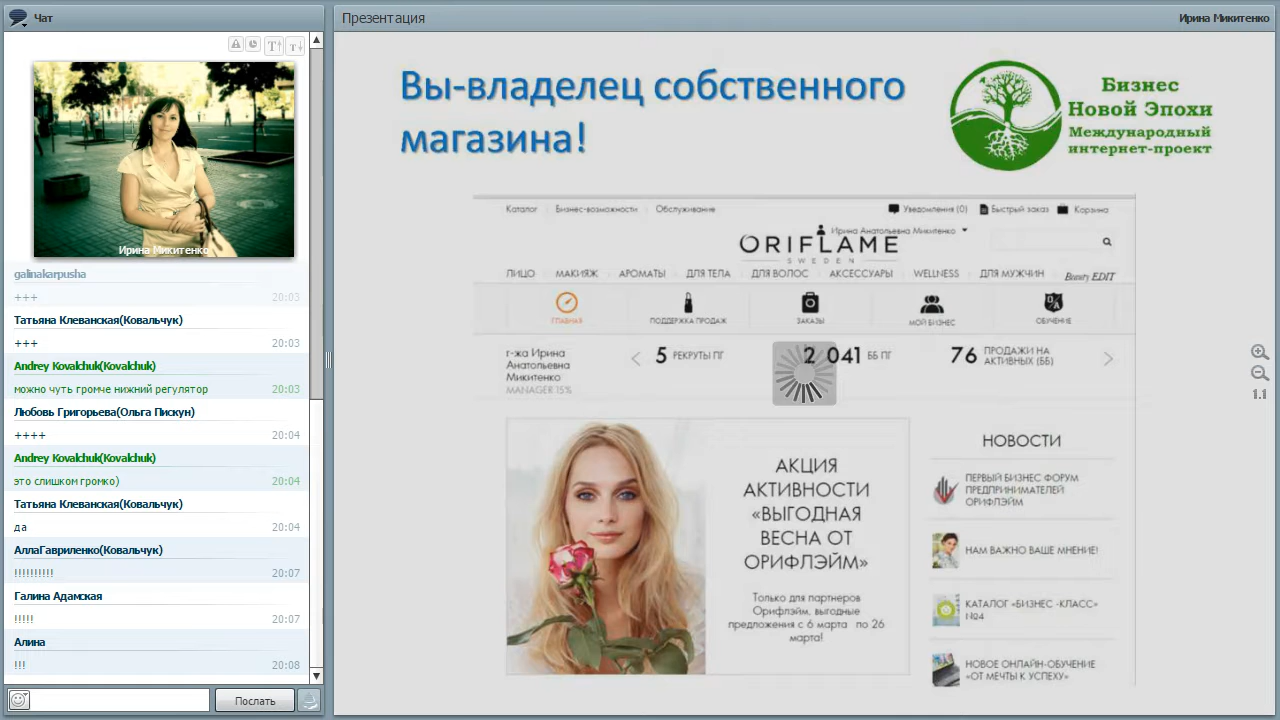 Чат
Ирина Микитенко
galinakarpusha
+++ 20:03
Татьяна Клеванская(Ковальчук)
+++ 20:03
Andrey Kovalchuk(Kovalchuk)
можно чуть громче нижний регулятор 20:03
Любовь Григорьева(Ольга Пискун)
++++ 20:04
Andrey Kovalchuk(Kovalchuk)
это слишком громко) 20:04
Татьяна Клеванская(Ковальчук)
да 20:04
АллаГавриленко(Ковальчук)
!!!!!!!!!! 20:07
Галина Адамская
!!!!! 20:07
Алина
!!! 20:08
Послать
Презентация
Ирина Микитенко
Вы-владелец собственного
магазина!
Бизнес
Новой Эпохи
Международный
интернет-проект
Каталог Бизнес-возможности Обслуживание Уведомления (0) Быстрый заказ Корзина
Ирина Анатольевна Микитенко
ORIFLAME
SWEDEN
ЛИЦО МАКИЯЖ АРОМАТЫ ДЛЯ ТЕЛА ДЛЯ ВОЛОС АКСЕССУАРЫ WELLNESS ДЛЯ МУЖЧИН Beauty EDIT
ГЛАВНАЯ ПОДДЕРЖКА ПРОДАЖ ЗАКАЗЫ МОЙ БИЗНЕС ОБУЧЕНИЕ
г-жа Ирина
Анатольевна
Микитенко
MANAGER 15%
5 РЕКРУТЫ ПГ
2 041 ББ ПГ
76 ПРОДАЖИ НА
АКТИВНЫХ (ББ)
АКЦИЯ
АКТИВНОСТИ
«ВЫГОДНАЯ
ВЕСНА ОТ
ОРИФЛЭЙМ»
Только для партнеров
Орифлэйм, выгодные
предложения с 6 марта по 26
марта!
НОВОСТИ
ПЕРВЫЙ БИЗНЕС ФОРУМ
ПРЕДПРИНИМАТЕЛЕЙ
ОРИФЛЭЙМ
НАМ ВАЖНО ВАШЕ МНЕНИЕ!
КАТАЛОГ «БИЗНЕС -КЛАСС»
№4
НОВОЕ ОНЛАЙН-ОБУЧЕНИЕ
«ОТ МЕЧТЫ К УСПЕХУ»
1.1